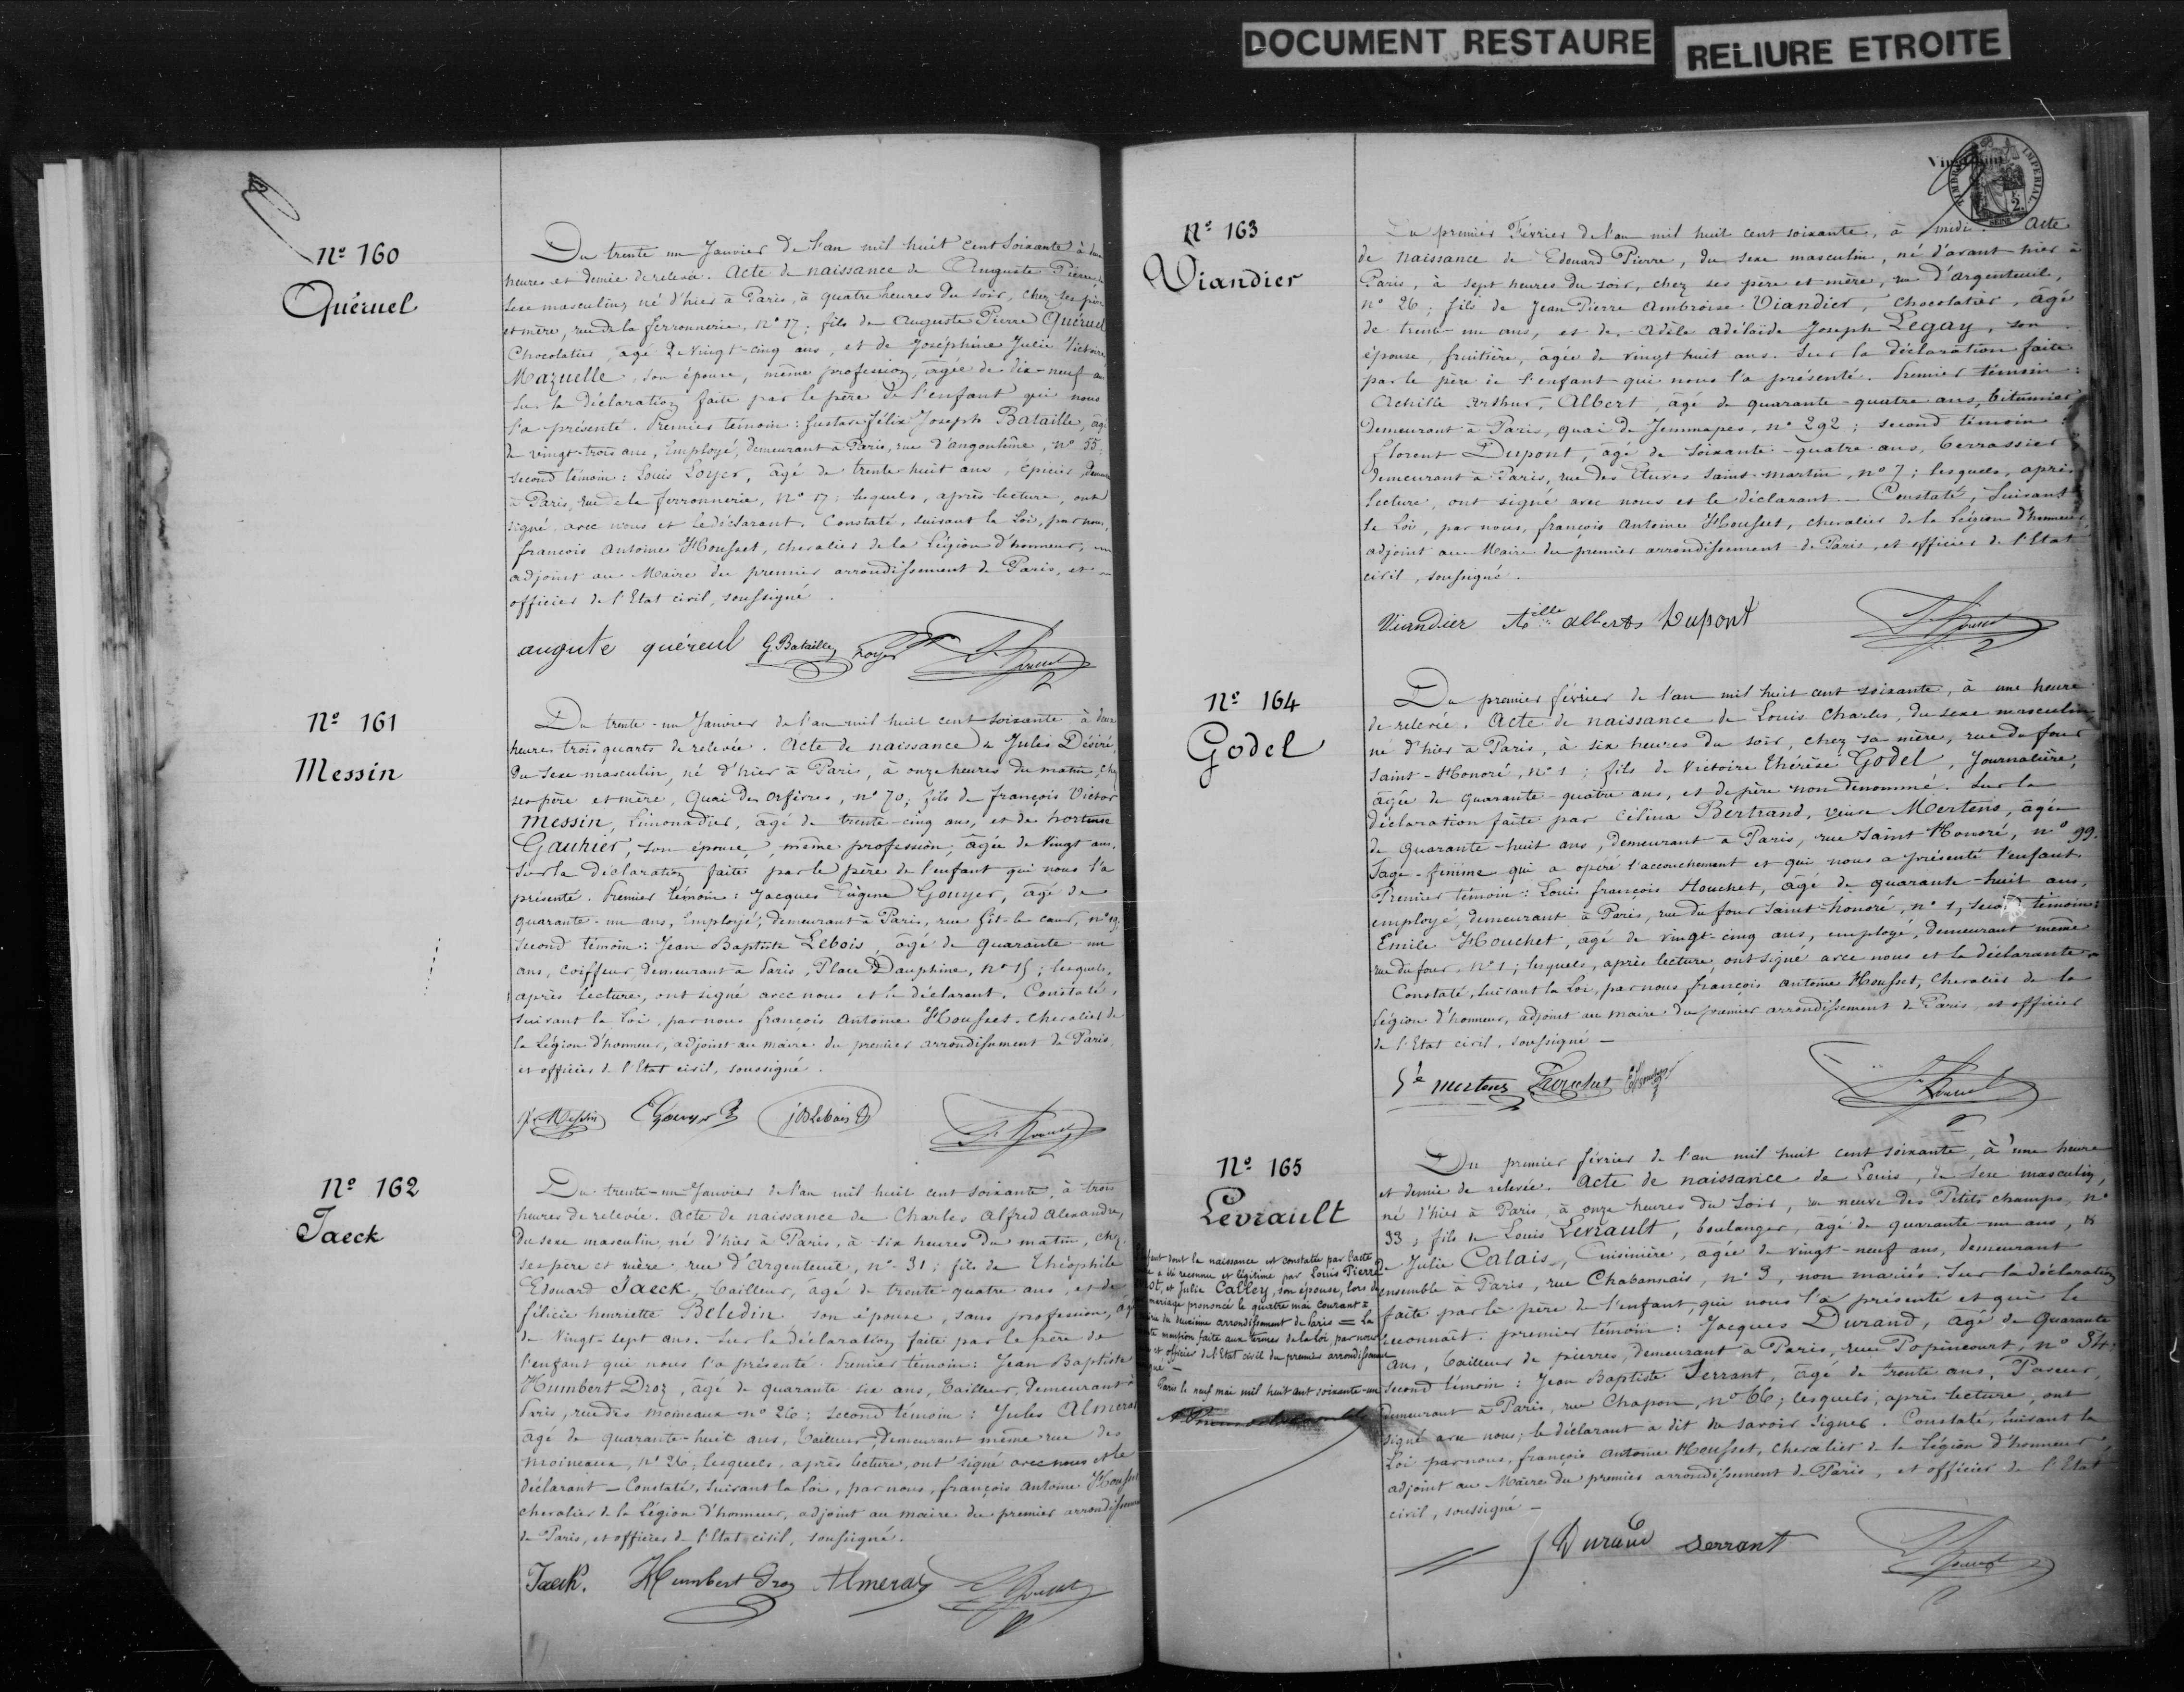 DOCUMENT RESTAURE
RELIURE ETROITE
Nº 160
Quéruel
Du trente un Janvier de l'an mil huit cent soixante à
heures et demie de relevée. Acte de naissance de Auguste Pierre,
sexe masculin, né d'hier à Paris, à quatre heures du soir, chez ses père
et mère, rue de la ferronnerie, nº 17; fils de Auguste Pierre Quéruel
Chocolatier, âgé de vingt-cinq ans, et de Joséphine Julie Victoire
Mazuelle, son épouse, même profession, âgée de dix-neuf
Sur la déclaration faite par le père de l'enfant qui nous
l'a présenté. Premier témoin: Gustave Félix Joseph Bataille,
de vingt-trois ans, Employé, demeurant à Paris, rue d'angoulême, nº 55;
second témoin: Louis Loyer, âgé de trente-huit ans, épicier,
à Paris, rue de la ferronnerie, nº 17; lesquels, après lecture, ont
signé avec nous et le déclarant. Constaté, suivant la Loi, par nous,
françois Antoine Housset, chevalier de la Légion d'honneur,
adjoint au Maire du premier arrondissement de Paris, et
officier de l'Etat civil, soussigné.
auguste quéreul G. Bataille Loyer
Nº 161
Messin
Du trente-un Janvier de l'an mil huit cent soixante à deux
heures trois quarts de relevée. Acte de naissance de Jules Désiré,
du sexe masculin, né d'hier à Paris, à onze heures du matin, chez
ses père et mère, Quai des Orfèvres, nº 70; fils de françois Victor
Messin, Limonadier, âgé de trente-cinq ans, et de hortense
Gauhier, son épouse, même profession, âgée de vingt ans.
Sur la déclaration faite par le père de l'enfant qui nous l'a
présenté. Premier témoin: Jacques Eugène Gouyer, âgé de
quarante-un ans, Employé, demeurant à Paris, rue Gît-le-cœur, nº
second témoin: Jean Baptiste Lebois, âgé de quarante-un
ans, coiffeur demeurant à Paris, Place Dauphine, nº 15; lesquels,
après lecture, ont signé avec nous et le déclarant. Constaté,
suivant la Loi, par nous françois Antoine Housset, chevalier de
la Légion d'honneur, adjoint au maire du premier arrondissement de Paris,
et officier de l'Etat civil, soussigné.
Messin EGouyer JBLebois
Nº 162
Jaeck
Du trente-un Janvier de l'an mil huit cent soixante, à trois
heures de relevée. Acte de naissance de Charles Alfred Alexandre,
du sexe masculin, né d'hier à Paris, à six heures du matin, chez
ses père et mère, rue d'Argenteuil, nº 31; fils de Théophile
Edouard Jaeck, tailleur, âgé de trente-quatre ans, et de
félicie henriette Beledin son épouse, sans profession,
de vingt-sept ans. Sur la déclaration faite par le père de
l'enfant qui nous l'a présenté. Premier témoin: Jean Baptiste
Humbert Droz, âgé de quarante six ans, tailleur, demeurant à
Paris, rue des moineaux nº 26; second témoin: Jules Almeras
âgé de quarante-huit ans, tailleur, demeurant même rue des
moineaux, nº 26; lesquels, après lecture, ont signé avec nous et le
déclarant - Constaté, suivant la Loi, par nous, françois Antoine Housset
chevalier de la Légion d'honneur, adjoint au maire du premier arrondissement
de Paris, et officier de l'Etat civil, soussigné.
Jaeck. Humbert Droz Almeras
TIMBRE IMPERIAL
SEINE
2
Nº 163
Viandier
Du premier Février de l'an mil huit cent soixante, à midi. Acte
de naissance de Edouard Pierre, du sexe masculin, né d'avant hier à
Paris, à sept heures du soir, chez ses père et mère, rue d'argenteuil,
nº 26; fils de Jean Pierre Ambroise Viandier, chocolatier, âgé
de trente-un ans, et de Adèle adélaïde Joseph Legay, son
épouse, fruitière, âgée de vingt huit ans. Sur la déclaration faite
par le père de l'enfant qui nous l'a présenté. Premier témoin:
Achille Arthur, Albert, âgé de quarante-quatre ans, bitumier
demeurant à Paris, quai de Jemmapes, nº 292; second témoin:
Florent Dupont, âgé de soixante-quatre ans, terrassier
demeurant à Paris, rue des Etuves Saint-martin, nº 7; lesquels, après
lecture, ont signé avec nous et le déclarant - Constaté, suivant
la Loi, par nous, françois Antoine Housset, chevalier de la Légion d'honneur,
adjoint au Maire du premier arrondissement de Paris, et officier de l'Etat
civil, soussigné.
Viandier Aille albert Dupont
Nº 164
Godel
Du premier février de l'an mil huit cent soixante, à une heure
de relevée. Acte de naissance de Louis Charles, du sexe masculin,
né d'hier à Paris, à six heures du soir, chez sa mère, rue du four
Saint-Honoré, nº 1; fils de Victoire Thérèse Godel, Journalière,
âgée de quarante-quatre ans, et de père non dénommé. Sur la
déclaration faite par Célina Bertrand, veuve Mertens, âgée
de quarante-huit ans, demeurant à Paris, rue Saint Honoré, nº 99.
Sage-femme qui a opéré l'accouchement et qui nous a présenté l'enfant.
Premier témoin: Louis françois Houchet, âgé de quarante-huit ans,
employé, demeurant à Paris, rue du four Saint-honoré, nº 1, second témoin:
Emile Houchet, âgé de vingt-cinq ans, employé, demeurant même
rue du four, nº 1; lesquels, après lecture, ont signé avec nous et la déclarante
Constaté, suivant la Loi, par nous françois Antoine Housset, Chevalier de la
Légion d'honneur, adjoint au maire du premier arrondissement de Paris et officier
de l'Etat civil, soussigné -
Ve mertens Houchet
Nº 165
Levrault
Du premier février de l'an mil huit cent soixante, à une heure
et demie de relevée. Acte de naissance de Louis, du sexe masculin,
né d'hier à Paris, à onze heures du soir, rue neuve des Petits champs, nº
33; fils de Louis Levrault, boulanger, âgé de quarante-un ans, et
de Julie Calais, Cuisinière, agée de vingt-neuf ans, demeurant
ensemble à Paris, rue Chabannais, nº 3, non mariés. Sur la déclaration
faite par le père de l'enfant, qui nous l'a présenté et qui le
reconnaît. premier témoin: Jacques Durand, âgé de quarante
ans, tailleur de pierres, demeurant à Paris, rue Popincourt, nº 34;
second témoin: Jean Baptiste Serrant, âgé de trente ans, Paveur,
demeurant à Paris, rue Chapon, nº 66; lesquels, après lecture, ont
signé avec nous; le déclarant a dit ne savoir signer. Constaté, suivant la
Loi par nous, françois Antoine Housset, chevalier de la Légion d'honneur
adjoint au Maire du premier arrondissement de Paris, et officier de l'Etat
civil, soussigné -
dont la naissance est constatée par l'acte
a été reconnu et légitimé par Louis Pierre
et Julie Calley, son épouse, lors de
mariage prononcé le quatre mai courant à
du deuxième arrondissement de Paris = La
mention faite aux termes de la loi par nous
et officier de l'Etat civil du premier arrondissement
Paris le neuf mai mil huit cent soixante-un
J Durand serrant